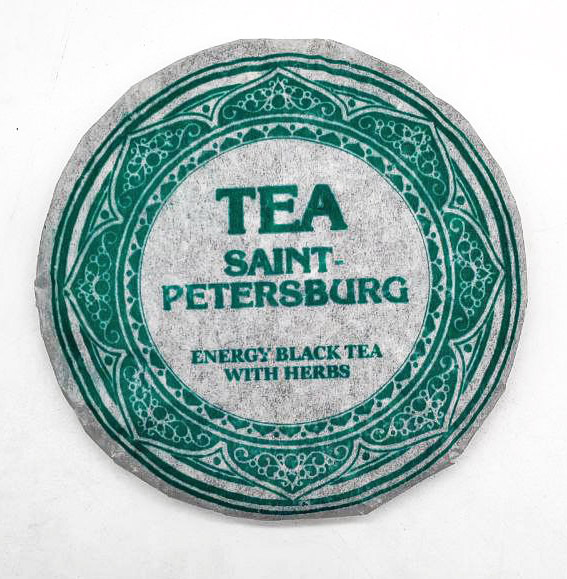 TEA
SAINT-
PETERSBURG
ENERGY BLACK TEA
WITH HERBS